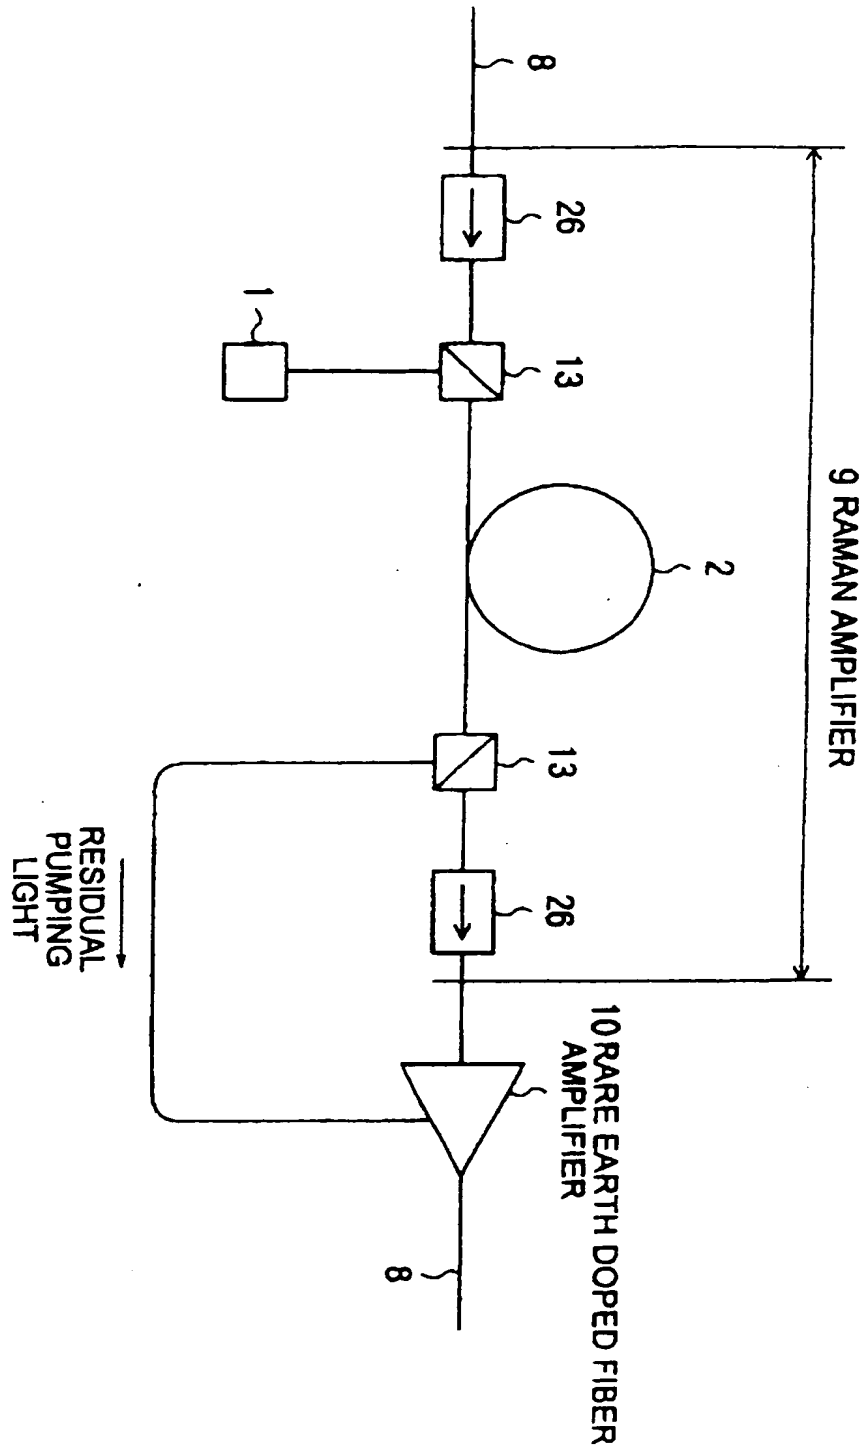 9 RAMAN AMPLIFIER
8
26
13
2
13
26
10 RARE EARTH DOPED FIBER
AMPLIFIER
1
8
RESIDUAL
PUMPING
LIGHT